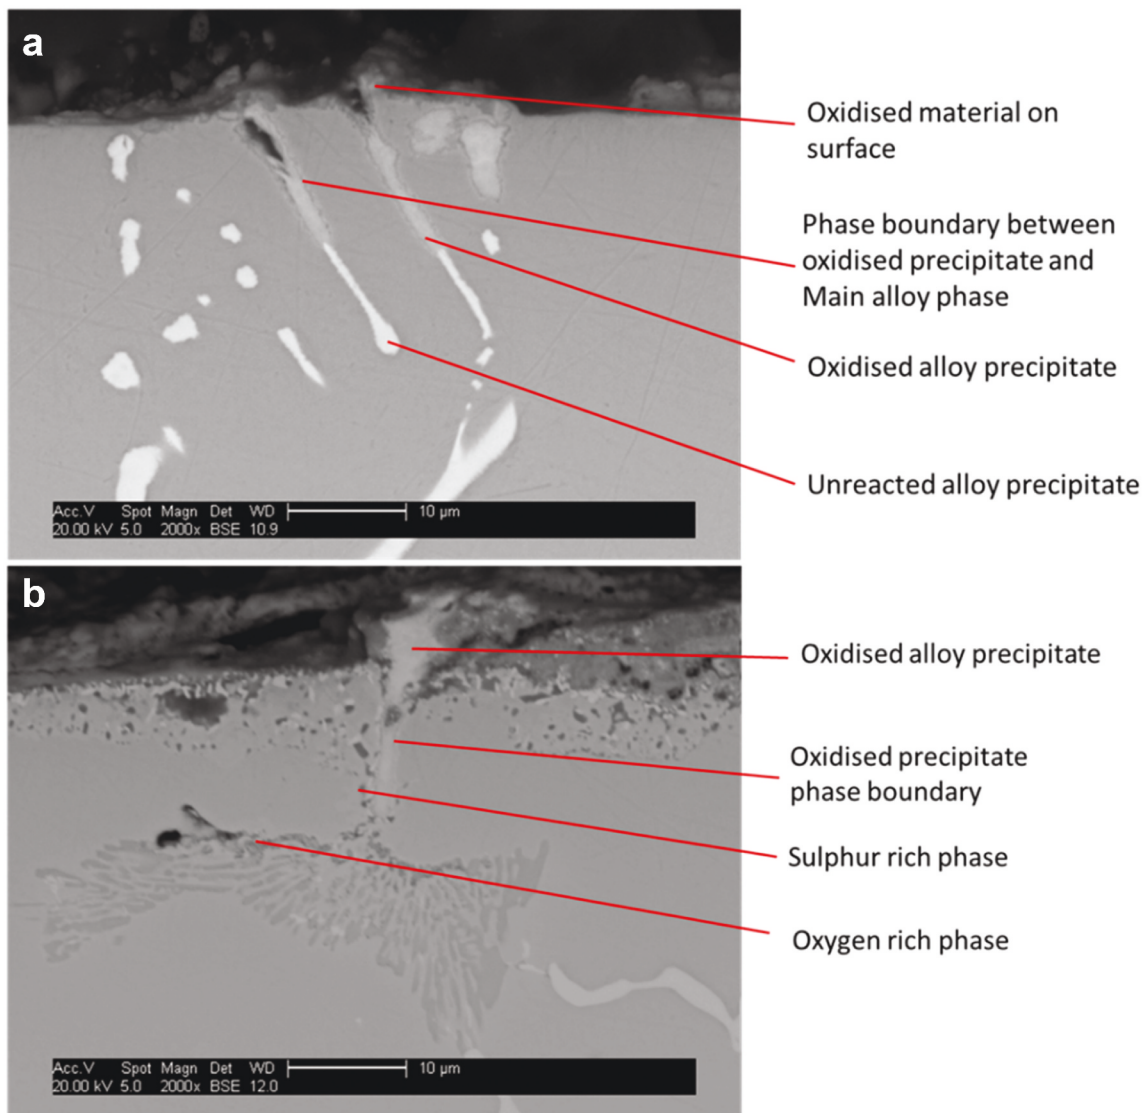 a
Oxidised material on
surface
Phase boundary between
oxidised precipitate and
Main alloy phase
Oxidised alloy precipitate
Unreacted alloy precipitate
Acc.V Spot Magn Det WD 10 µm
20.00 kV 5.0 2000x BSE 10.9
b
Oxidised alloy precipitate
Oxidised precipitate
phase boundary
Sulphur rich phase
Oxygen rich phase
Acc.V Spot Magn Det WD 10 µm
20.00 kV 5.0 2000x BSE 12.0